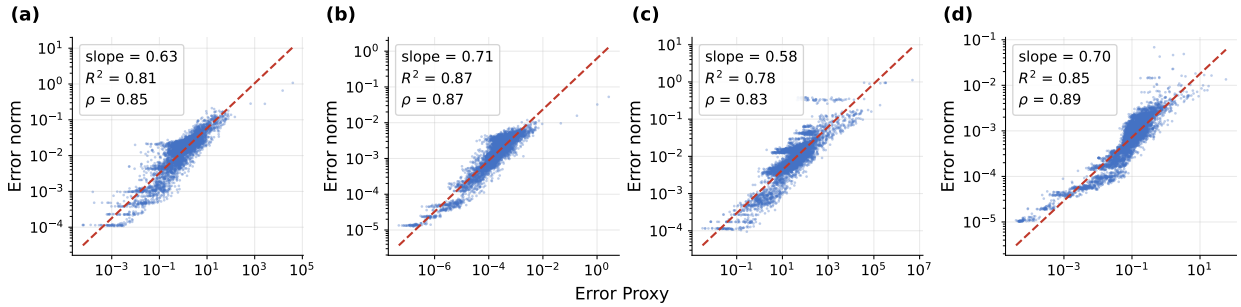 (a) (b) (c) (d)
slope = 0.63
R² = 0.81
ρ = 0.85
Error norm
10¹
10⁰
10⁻¹
10⁻²
10⁻³
10⁻⁴
10⁻³ 10⁻¹ 10¹ 10³ 10⁵
slope = 0.71
R² = 0.87
ρ = 0.87
Error norm
10⁰
10⁻¹
10⁻²
10⁻³
10⁻⁴
10⁻⁵
10⁻⁶ 10⁻⁴ 10⁻² 10⁰
slope = 0.58
R² = 0.78
ρ = 0.83
Error norm
10¹
10⁰
10⁻¹
10⁻²
10⁻³
10⁻⁴
10⁻¹ 10¹ 10³ 10⁵ 10⁷
slope = 0.70
R² = 0.85
ρ = 0.89
Error norm
10⁻¹
10⁻²
10⁻³
10⁻⁴
10⁻⁵
10⁻³ 10⁻¹ 10¹
Error Proxy